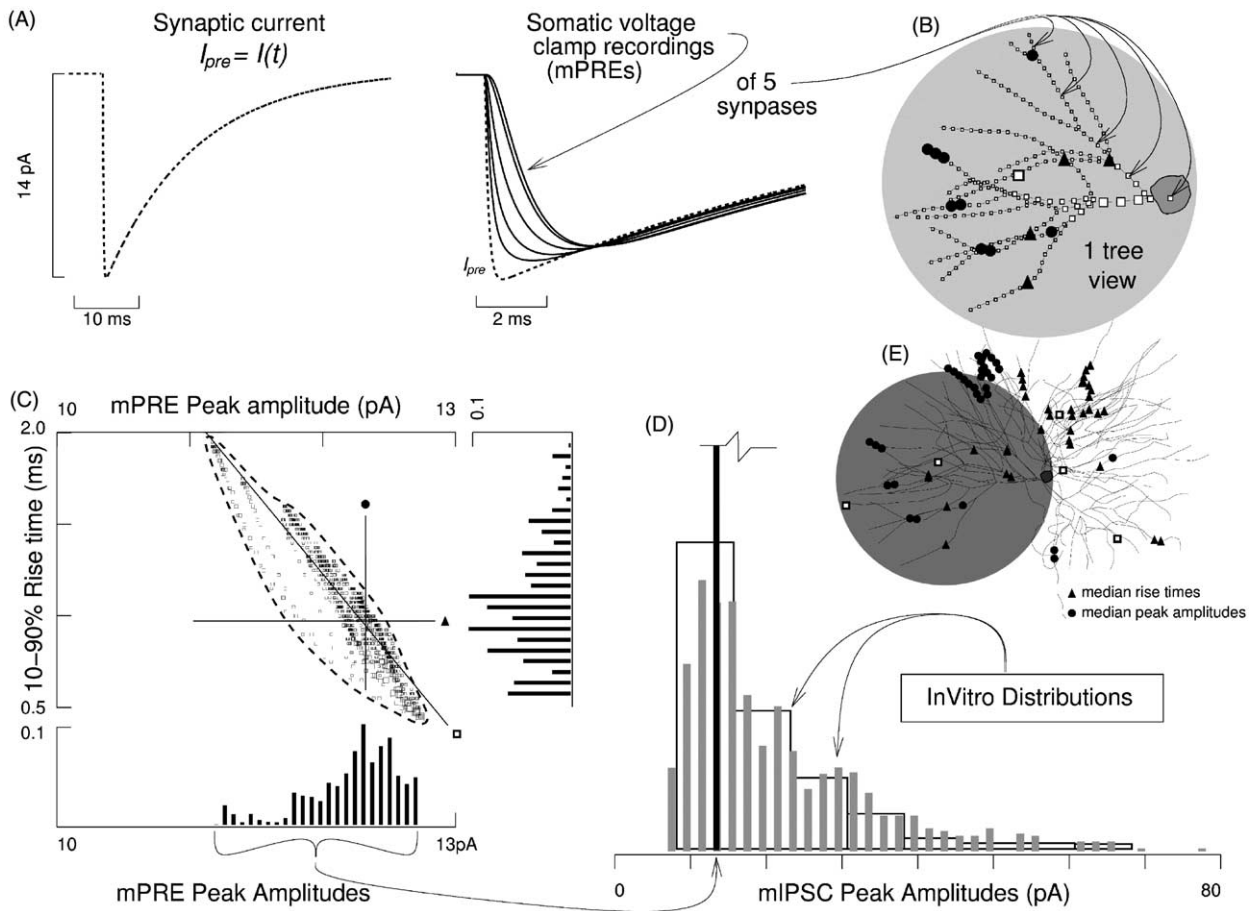 (A)
Synaptic current
I_pre = I(t)
14 pA
10 ms
Somatic voltage
clamp recordings
(mPREs)
I_pre
2 ms
of 5
synpases
(B)
1 tree
view
(C)
10
mPRE Peak amplitude (pA)
13
0.1
2.0
10–90% Rise time (ms)
0.5
0.1
10
13pA
mPRE Peak Amplitudes
(D)
InVitro Distributions
0
mIPSC Peak Amplitudes (pA)
80
(E)
▲ median rise times
● median peak amplitudes